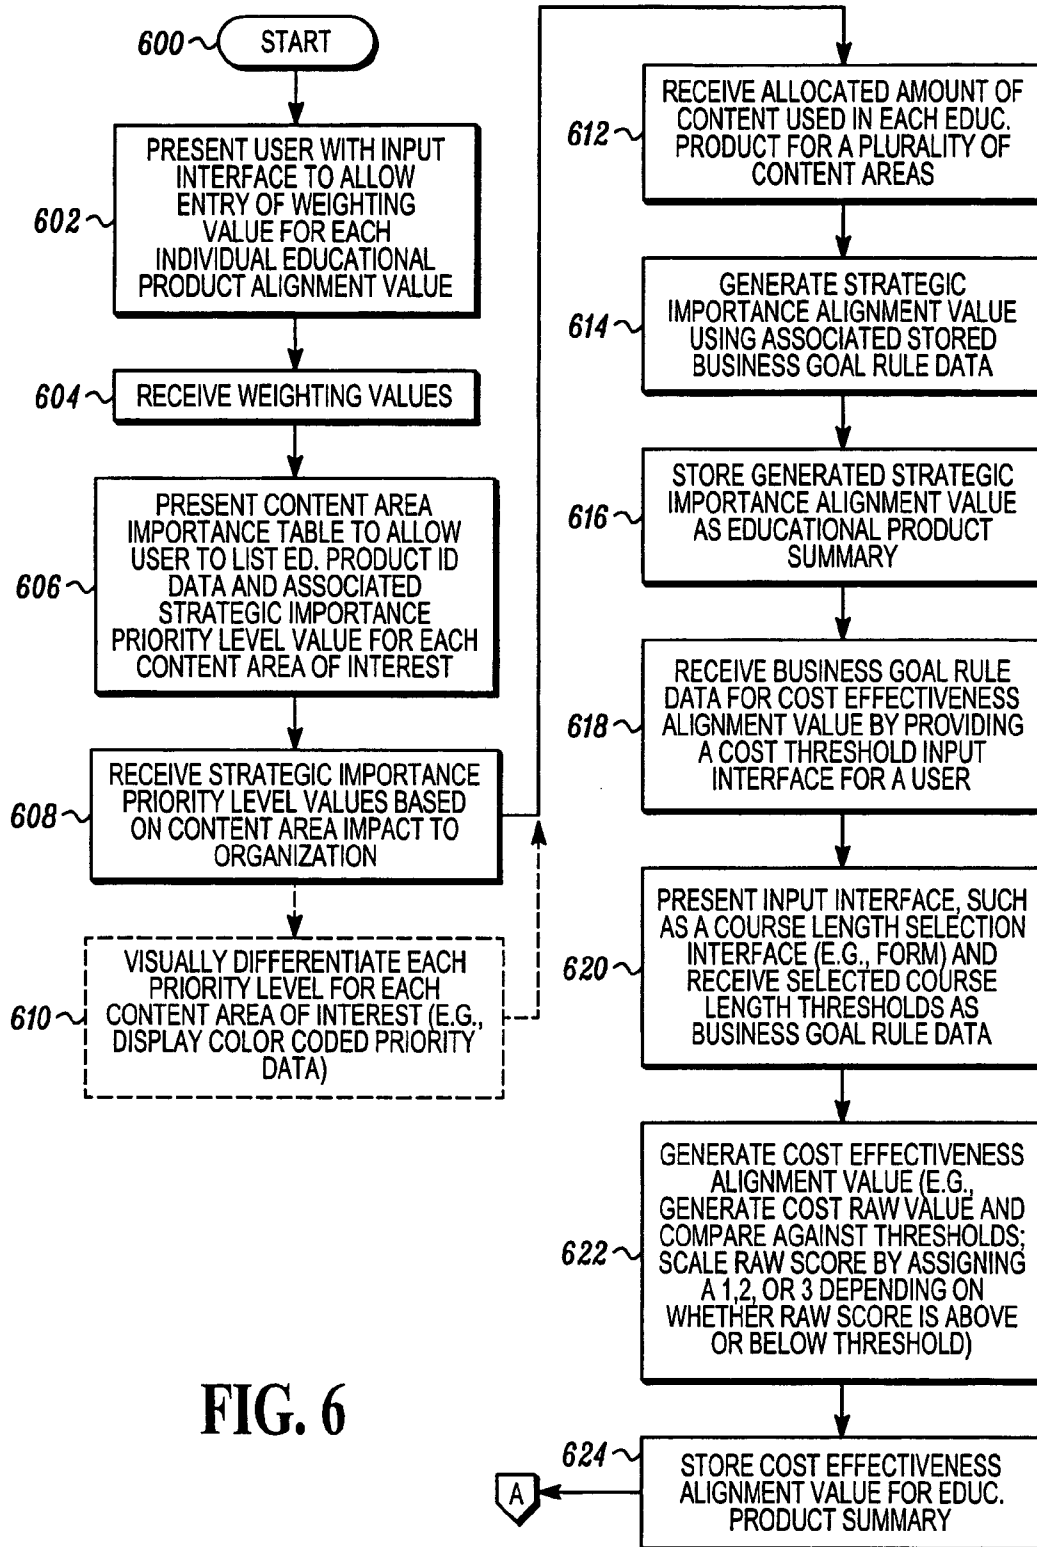 600
START
602
PRESENT USER WITH INPUT
INTERFACE TO ALLOW
ENTRY OF WEIGHTING
VALUE FOR EACH
INDIVIDUAL EDUCATIONAL
PRODUCT ALIGNMENT VALUE
604
RECEIVE WEIGHTING VALUES
606
PRESENT CONTENT AREA
IMPORTANCE TABLE TO ALLOW
USER TO LIST ED. PRODUCT ID
DATA AND ASSOCIATED
STRATEGIC IMPORTANCE
PRIORITY LEVEL VALUE FOR EACH
CONTENT AREA OF INTEREST
608
RECEIVE STRATEGIC IMPORTANCE
PRIORITY LEVEL VALUES BASED
ON CONTENT AREA IMPACT TO
ORGANIZATION
610
VISUALLY DIFFERENTIATE EACH
PRIORITY LEVEL FOR EACH
CONTENT AREA OF INTEREST (E.G.,
DISPLAY COLOR CODED PRIORITY
DATA)
612
RECEIVE ALLOCATED AMOUNT OF
CONTENT USED IN EACH EDUC.
PRODUCT FOR A PLURALITY OF
CONTENT AREAS
614
GENERATE STRATEGIC
IMPORTANCE ALIGNMENT VALUE
USING ASSOCIATED STORED
BUSINESS GOAL RULE DATA
616
STORE GENERATED STRATEGIC
IMPORTANCE ALIGNMENT VALUE
AS EDUCATIONAL PRODUCT
SUMMARY
618
RECEIVE BUSINESS GOAL RULE
DATA FOR COST EFFECTIVENESS
ALIGNMENT VALUE BY PROVIDING
A COST THRESHOLD INPUT
INTERFACE FOR A USER
620
PRESENT INPUT INTERFACE, SUCH
AS A COURSE LENGTH SELECTION
INTERFACE (E.G., FORM) AND
RECEIVE SELECTED COURSE
LENGTH THRESHOLDS AS
BUSINESS GOAL RULE DATA
622
GENERATE COST EFFECTIVENESS
ALIGNMENT VALUE (E.G.,
GENERATE COST RAW VALUE AND
COMPARE AGAINST THRESHOLDS;
SCALE RAW SCORE BY ASSIGNING
A 1,2, OR 3 DEPENDING ON
WHETHER RAW SCORE IS ABOVE
OR BELOW THRESHOLD)
624
STORE COST EFFECTIVENESS
ALIGNMENT VALUE FOR EDUC.
PRODUCT SUMMARY
A
FIG. 6